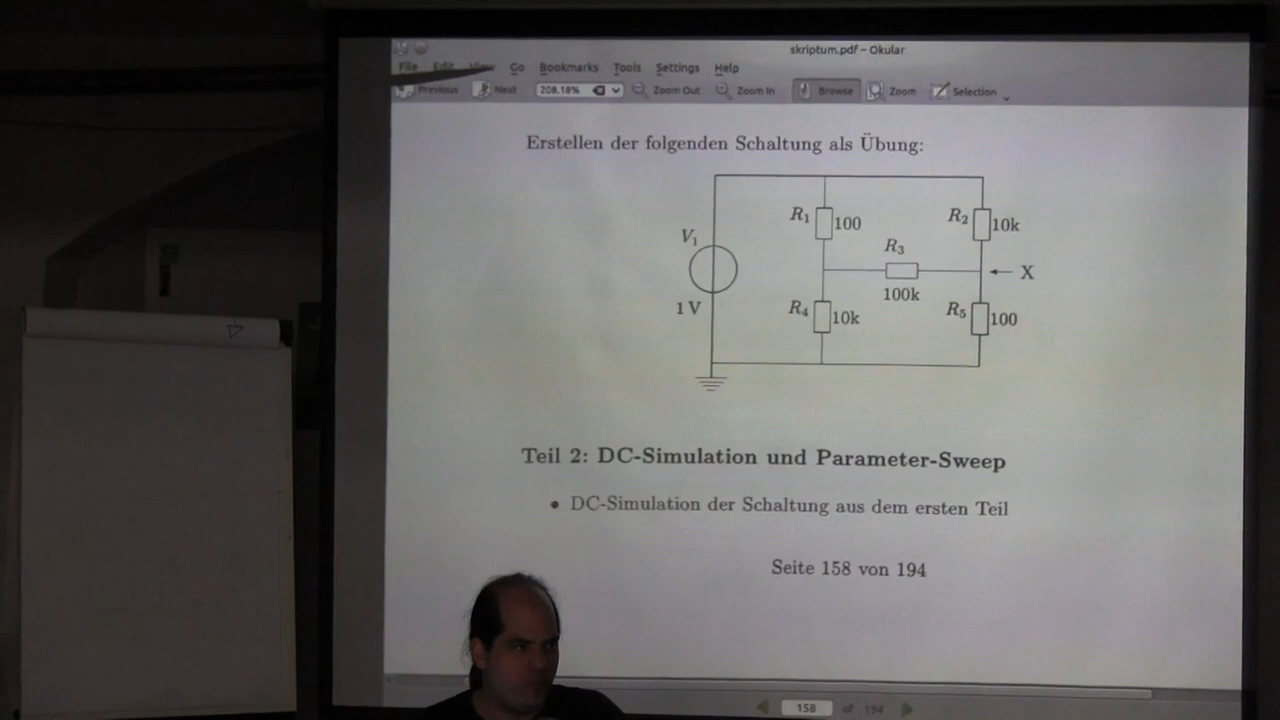 skriptum.pdf – Okular
File Edit View Go Bookmarks Tools Settings Help
Previous Next 208.18% Zoom Out Zoom In Browse Zoom Selection
Erstellen der folgenden Schaltung als Übung:
V1
1 V
R1 100
R2 10k
R3
100k
X
R4 10k
R5 100
Teil 2: DC-Simulation und Parameter-Sweep
• DC-Simulation der Schaltung aus dem ersten Teil
Seite 158 von 194
158 of 194